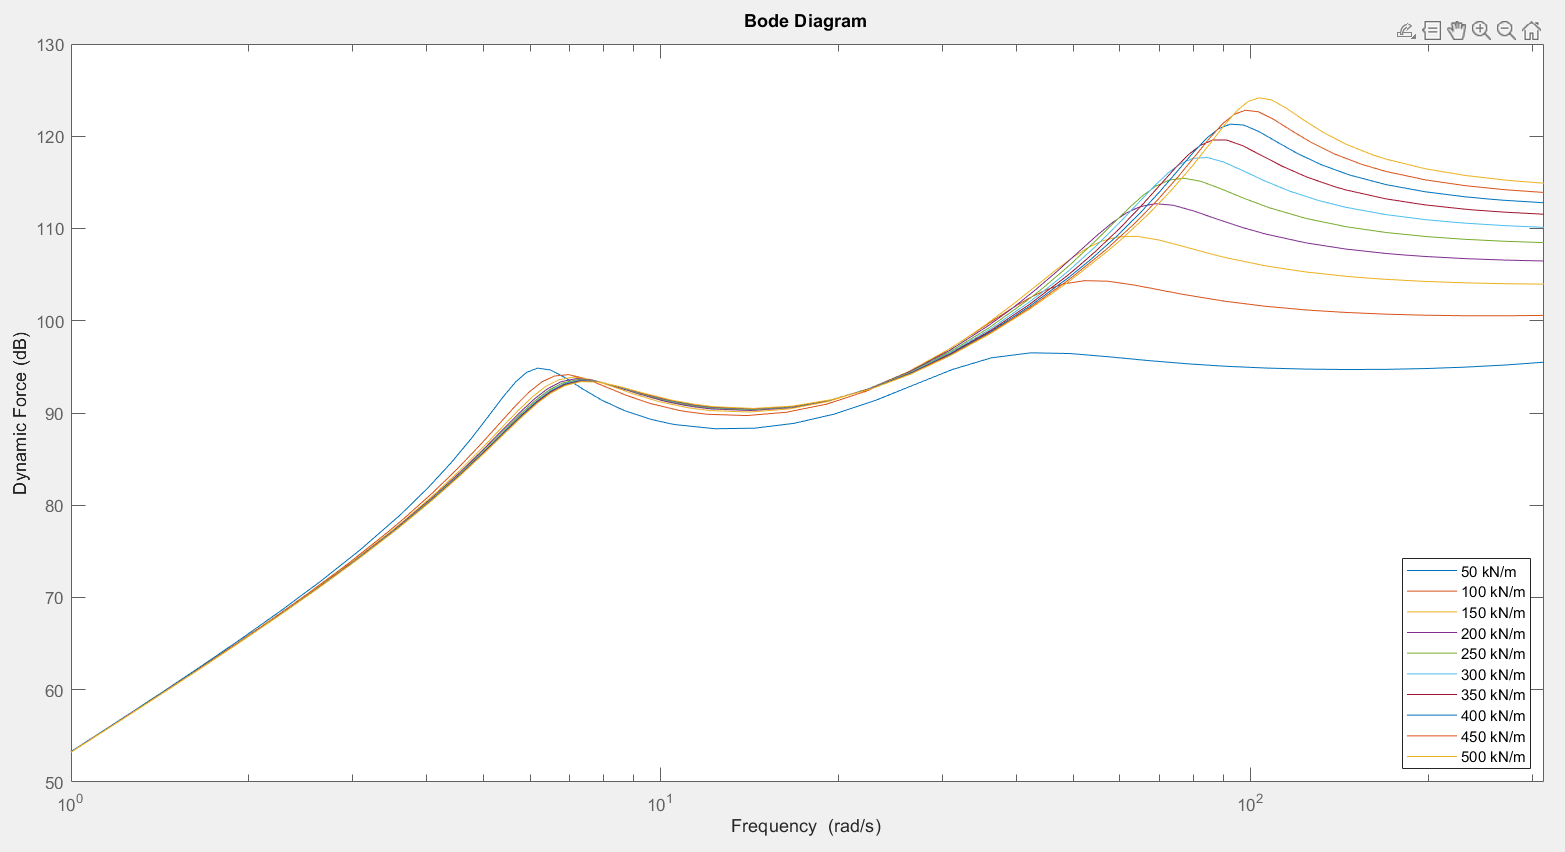 Bode Diagram
130
120
110
100
90
80
70
60
50
Dynamic Force (dB)
10^0
10^1
10^2
Frequency (rad/s)
50 kN/m
100 kN/m
150 kN/m
200 kN/m
250 kN/m
300 kN/m
350 kN/m
400 kN/m
450 kN/m
500 kN/m